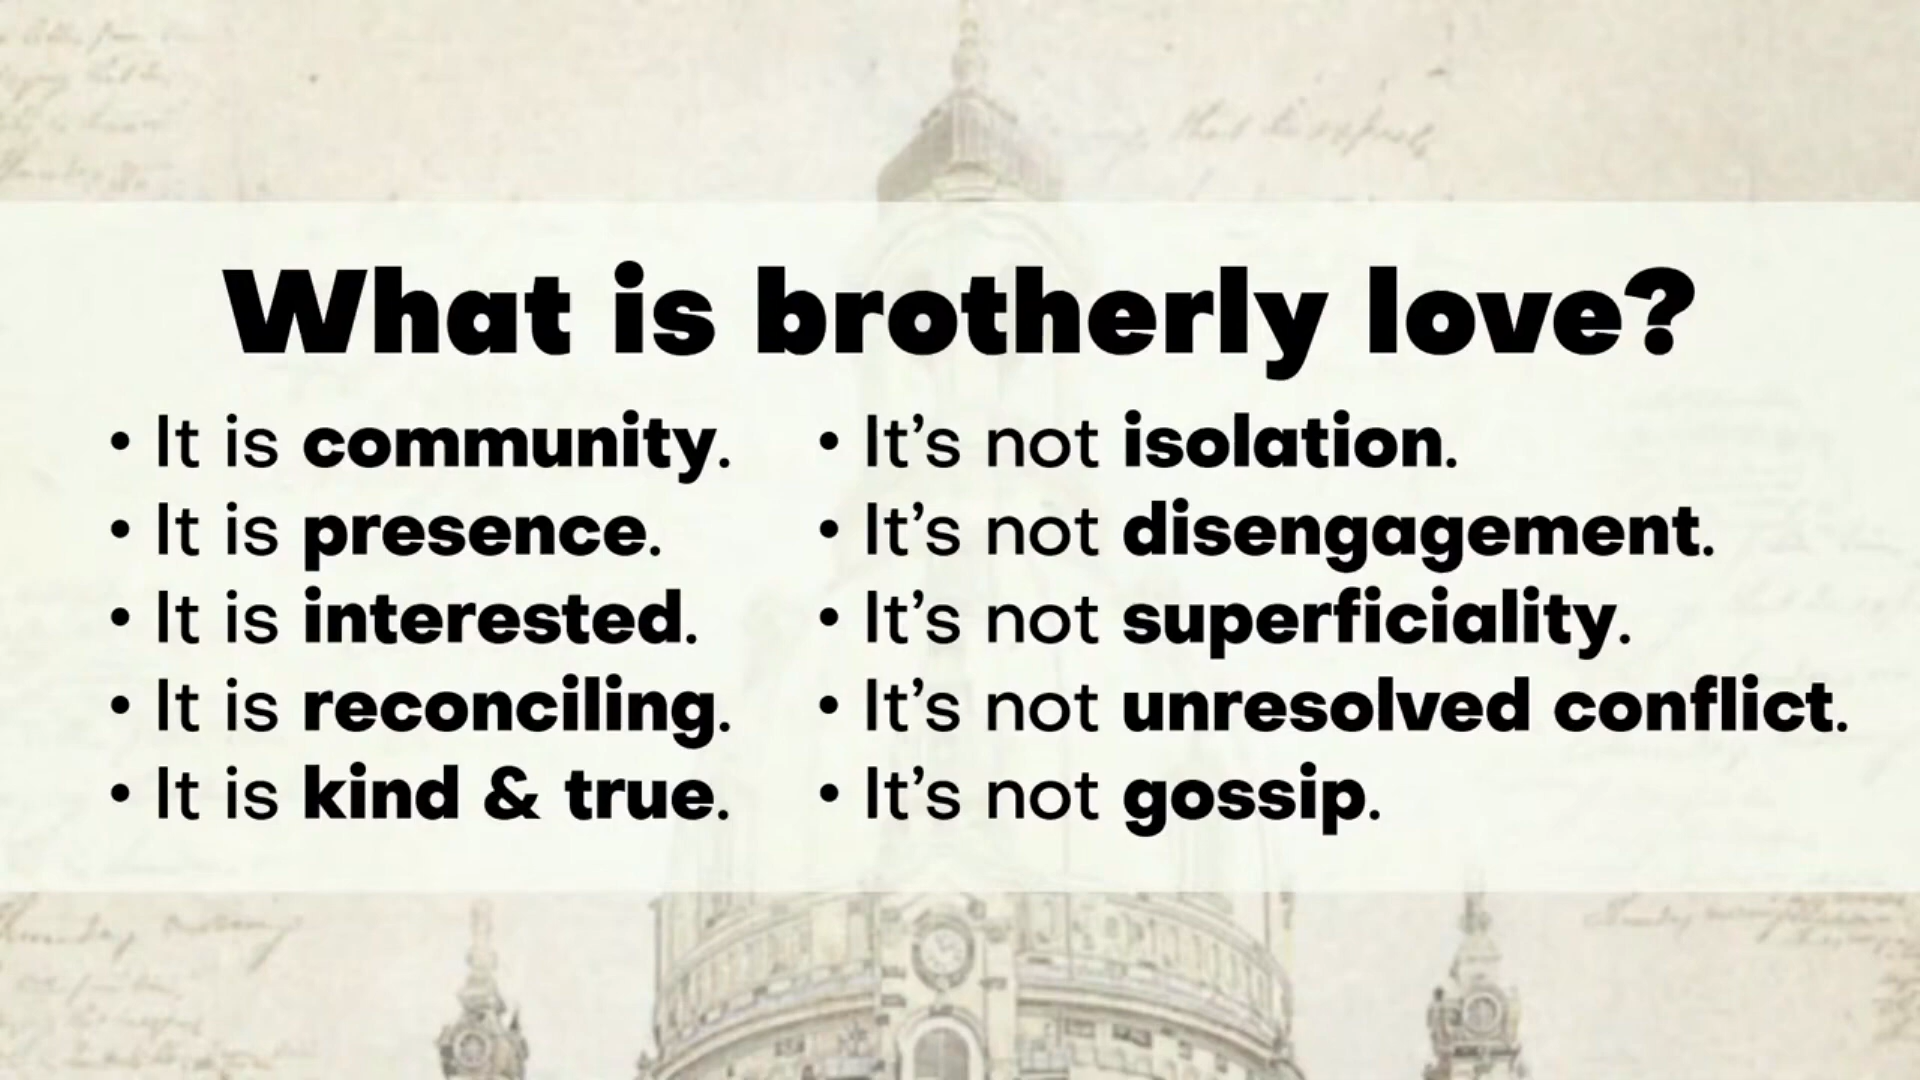 What is brotherly love?
• It is community.
• It is presence.
• It is interested.
• It is reconciling.
• It is kind & true.
• It’s not isolation.
• It’s not disengagement.
• It’s not superficiality.
• It’s not unresolved conflict.
• It’s not gossip.